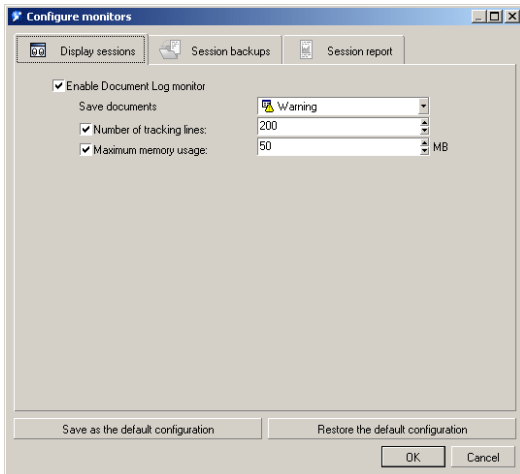 Configure monitors
Display sessions Session backups Session report
Enable Document Log monitor
Save documents Warning
Number of tracking lines: 200
Maximum memory usage: 50 MB
Save as the default configuration Restore the default configuration
OK Cancel